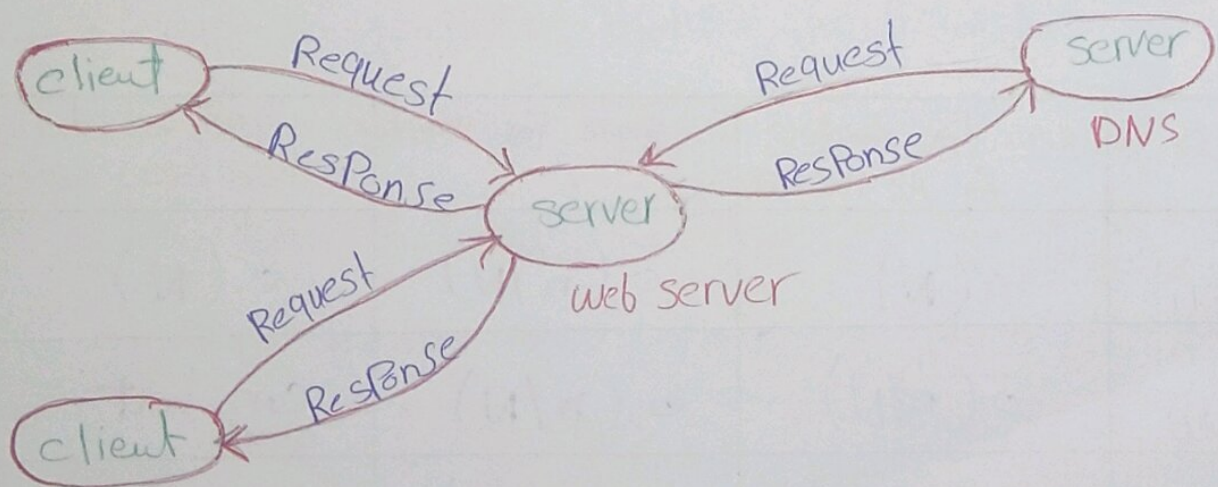 client
Request
Response
Request
Response
server
DNS
server
web server
Request
Response
client